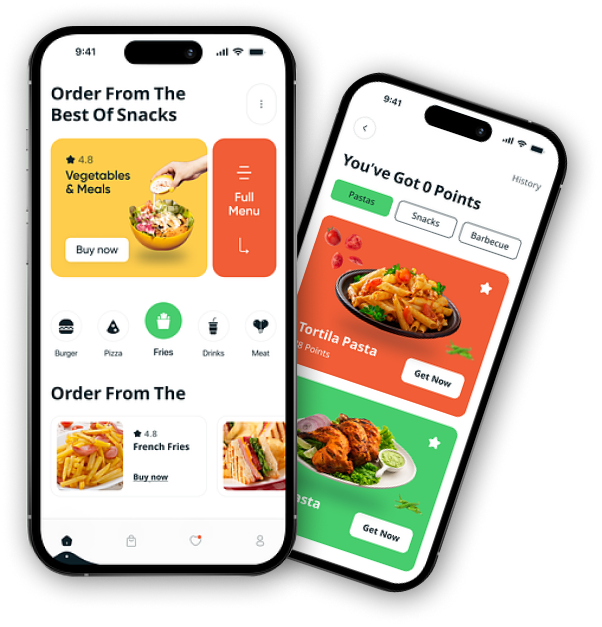 9:41
Order From The
Best Of Snacks
4.8
Vegetables
& Meals
Buy now
Full
Menu
Burger
Pizza
Fries
Drinks
Meat
Order From The
4.8
French Fries
Buy now
9:41
History
You've Got 0 Points
Pastas
Snacks
Barbecue
Tortila Pasta
8 Points
Get Now
asta
Get Now